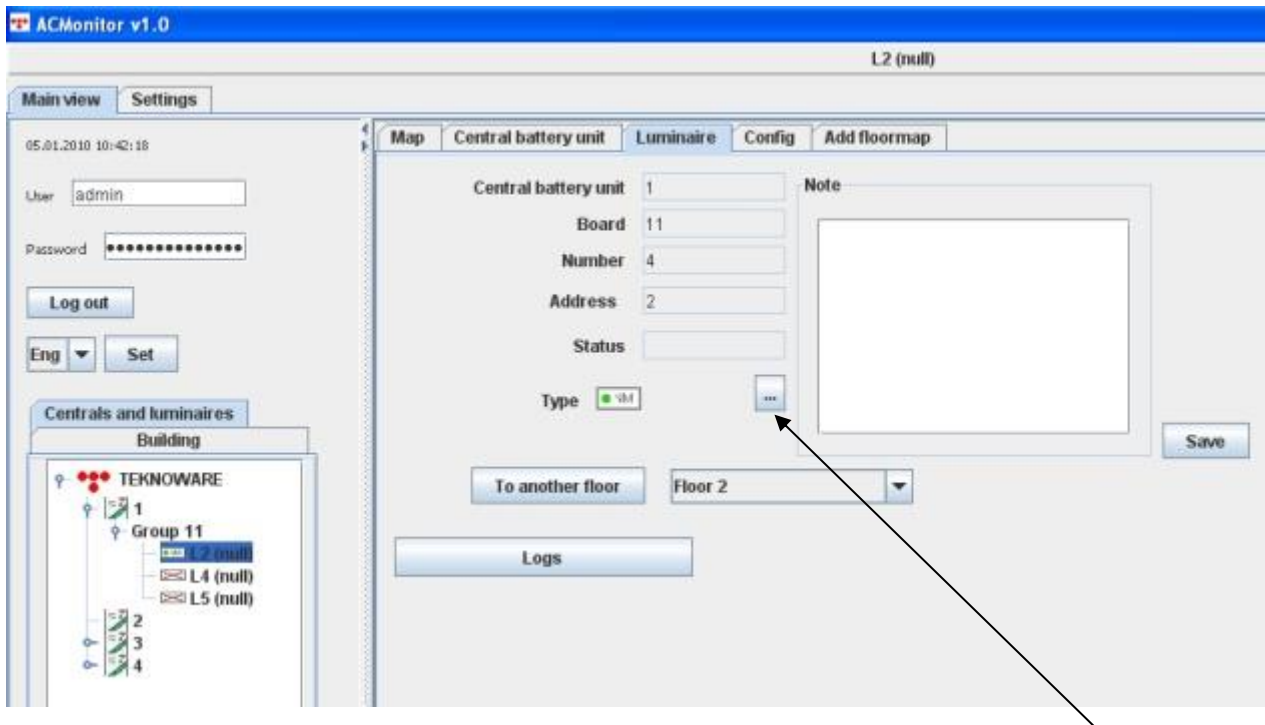 ACMonitor v1.0
L2 (null)
Main view Settings
05.01.2010 10:42:18
User admin
Password ••••••••••••••
Log out
Eng Set
Centrals and luminaires
Building
TEKNOWARE
1
Group 11
L2 (null)
L4 (null)
L5 (null)
2
3
4
Map Central battery unit Luminaire Config Add floormap
Central battery unit 1
Board 11
Number 4
Address 2
Status
Type NM ...
Note
Save
To another floor Floor 2
Logs